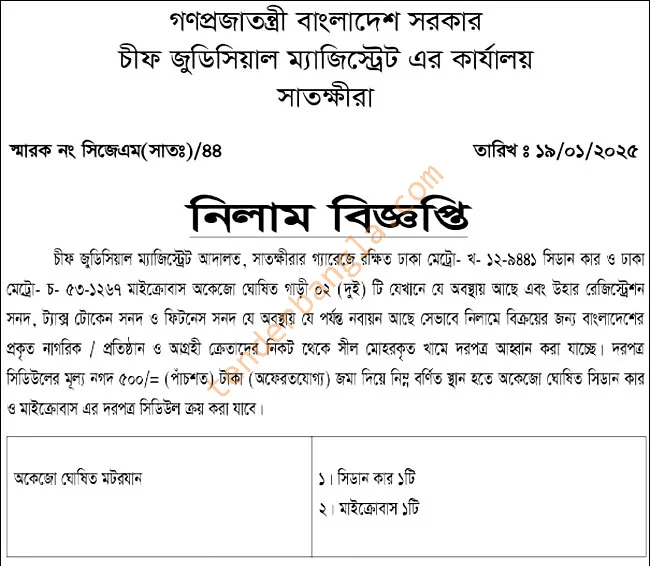 গণপ্রজাতন্ত্রী বাংলাদেশ সরকার
চীফ জুডিসিয়াল ম্যাজিস্ট্রেট এর কার্যালয়
সাতক্ষীরা
স্মারক নং সিজেএম(সাতঃ)/৪৪ তারিখ ঃ ১৯/০১/২০২৫
নিলাম বিজ্ঞপ্তি
চীফ জুডিসিয়াল ম্যাজিস্ট্রেট আদালত, সাতক্ষীরার গ্যারেজে রক্ষিত ঢাকা মেট্রো- খ- ১২-৯৪৪১ সিডান কার ও ঢাকা
মেট্রো- চ- ৫৩-১২৬৭ মাইক্রোবাস অকেজো ঘোষিত গাড়ী ০২ (দুই) টি যেখানে যে অবস্থায় আছে এবং উহার রেজিস্ট্রেশন
সনদ, ট্যাক্স টোকেন সনদ ও ফিটনেস সনদ যে অবস্থায় যে পর্যন্ত নবায়ন আছে সেভাবে নিলামে বিক্রয়ের জন্য বাংলাদেশের
প্রকৃত নাগরিক / প্রতিষ্ঠান ও অগ্রহী ক্রেতাদের নিকট থেকে সীল মোহরকৃত খামে দরপত্র আহ্বান করা যাচ্ছে। দরপত্র
সিডিউলের মূল্য নগদ ৫০০/= (পাঁচশত) টাকা (অফেরতযোগ্য) জমা দিয়ে নিম্ন বর্ণিত স্থান হতে অকেজো ঘোষিত সিডান কার
ও মাইক্রোবাস এর দরপত্র সিডিউল ক্রয় করা যাবে।
অকেজো ঘোষিত মটরযান
১। সিডান কার ১টি
২। মাইক্রোবাস ১টি
tenderbangla.com